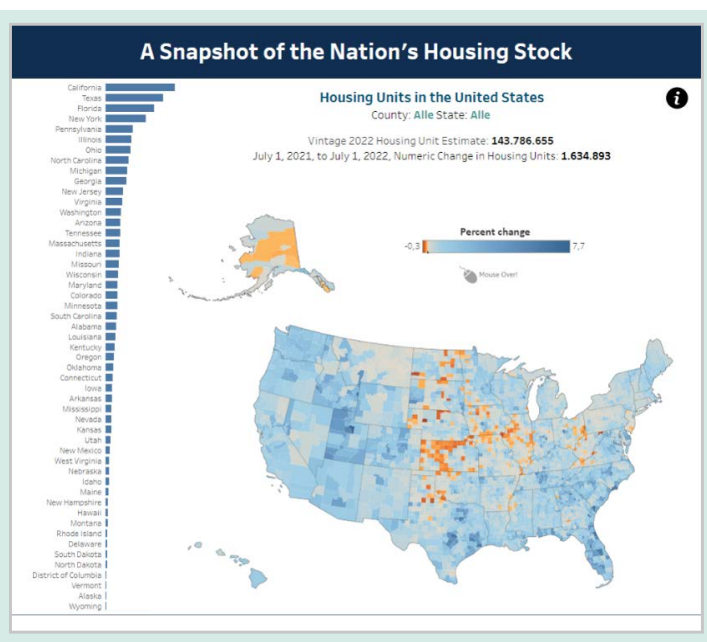 A Snapshot of the Nation's Housing Stock
California
Texas
Florida
New York
Pennsylvania
Illinois
Ohio
North Carolina
Michigan
Georgia
New Jersey
Virginia
Washington
Arizona
Tennessee
Massachusetts
Indiana
Missouri
Wisconsin
Maryland
Colorado
Minnesota
South Carolina
Alabama
Louisiana
Kentucky
Oregon
Oklahoma
Connecticut
Iowa
Arkansas
Mississippi
Nevada
Kansas
Utah
New Mexico
West Virginia
Nebraska
Idaho
Maine
New Hampshire
Hawaii
Montana
Rhode Island
Delaware
South Dakota
North Dakota
District of Columbia
Vermont
Alaska
Wyoming
Housing Units in the United States
i
County: Alle State: Alle
Vintage 2022 Housing Unit Estimate: 143.786.655
July 1, 2021, to July 1, 2022, Numeric Change in Housing Units: 1.634.893
Percent change
-0,3 7,7
Mouse Over!